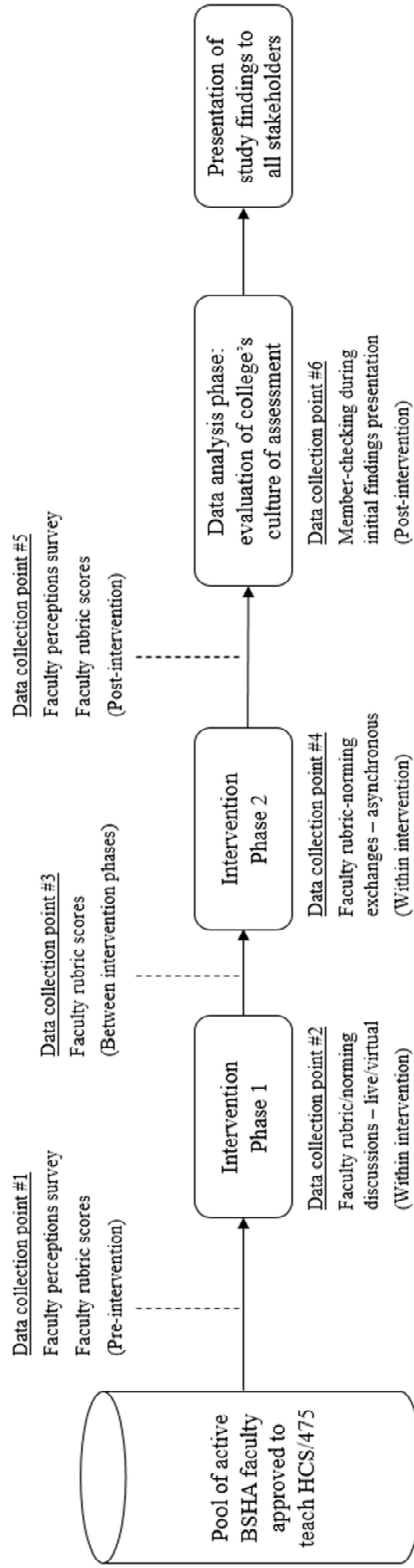 Pool of active
BSHA faculty
approved to
teach HCS/475
Data collection point #1
Faculty perceptions survey
Faculty rubric scores
(Pre-intervention)
Intervention
Phase 1
Data collection point #2
Faculty rubric/norming
discussions – live/virtual
(Within intervention)
Data collection point #3
Faculty rubric scores
(Between intervention phases)
Intervention
Phase 2
Data collection point #4
Faculty rubric-norming
exchanges – asynchronous
(Within intervention)
Data collection point #5
Faculty perceptions survey
Faculty rubric scores
(Post-intervention)
Data analysis phase:
evaluation of college's
culture of assessment
Data collection point #6
Member-checking during
initial findings presentation
(Post-intervention)
Presentation of
study findings to
all stakeholders